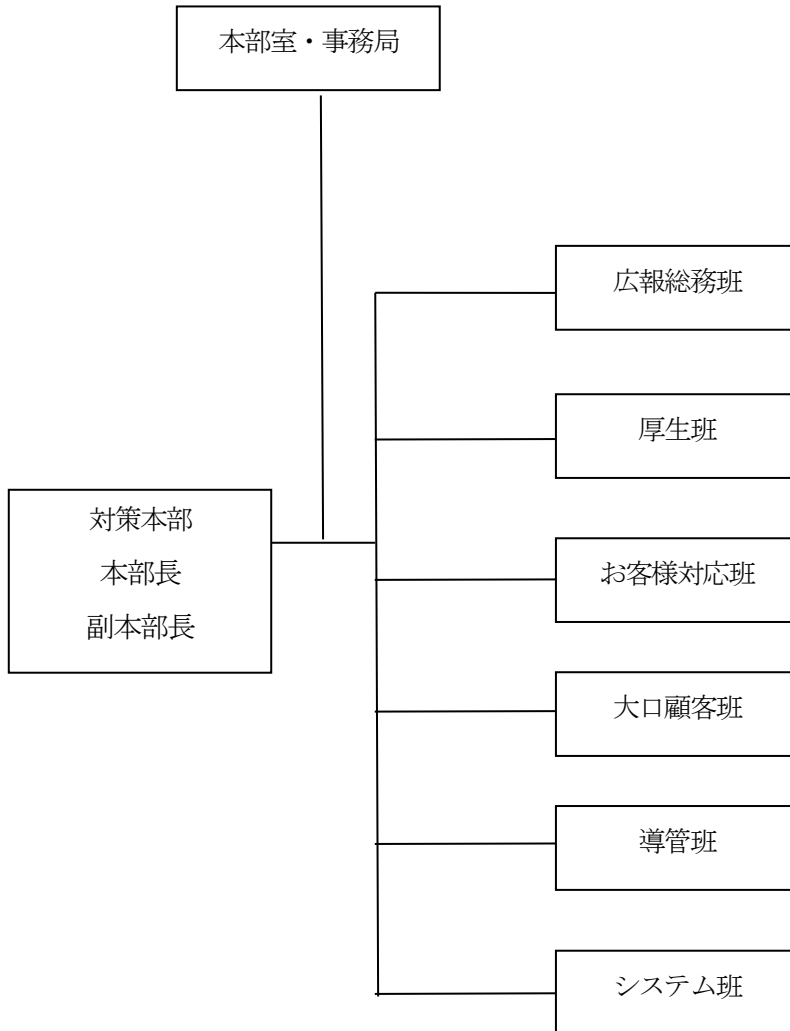 本部室・事務局
広報総務班
厚生班
対策本部
本部長
副本部長
お客様対応班
大口顧客班
導管班
システム班